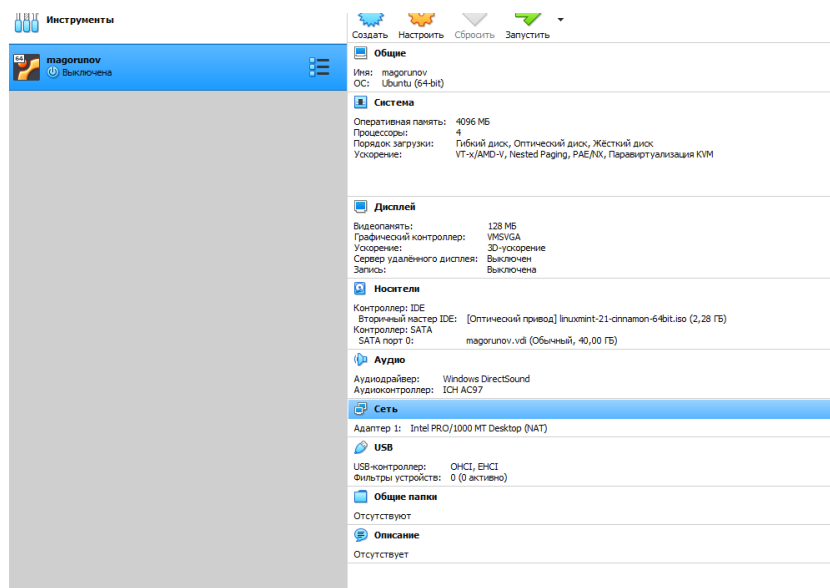 Инструменты
Создать Настроить Сбросить Запустить
64 magorunov
Выключена
Общие
Имя: magorunov
ОС: Ubuntu (64-bit)
Система
Оперативная память: 4096 МБ
Процессоры: 4
Порядок загрузки: Гибкий диск, Оптический диск, Жёсткий диск
Ускорение: VT-x/AMD-V, Nested Paging, PAE/NX, Паравиртуализация KVM
Дисплей
Видеопамять: 128 МБ
Графический контроллер: VMSVGA
Ускорение: 3D-ускорение
Сервер удалённого дисплея: Выключен
Запись: Выключена
Носители
Контроллер: IDE
Вторичный мастер IDE: [Оптический привод] linuxmint-21-cinnamon-64bit.iso (2,28 ГБ)
Контроллер: SATA
SATA порт 0: magorunov.vdi (Обычный, 40,00 ГБ)
Аудио
Аудиодрайвер: Windows DirectSound
Аудиоконтроллер: ICH AC97
Сеть
Адаптер 1: Intel PRO/1000 MT Desktop (NAT)
USB
USB-контроллер: OHCI, EHCI
Фильтры устройств: 0 (0 активно)
Общие папки
Отсутствуют
Описание
Отсутствует